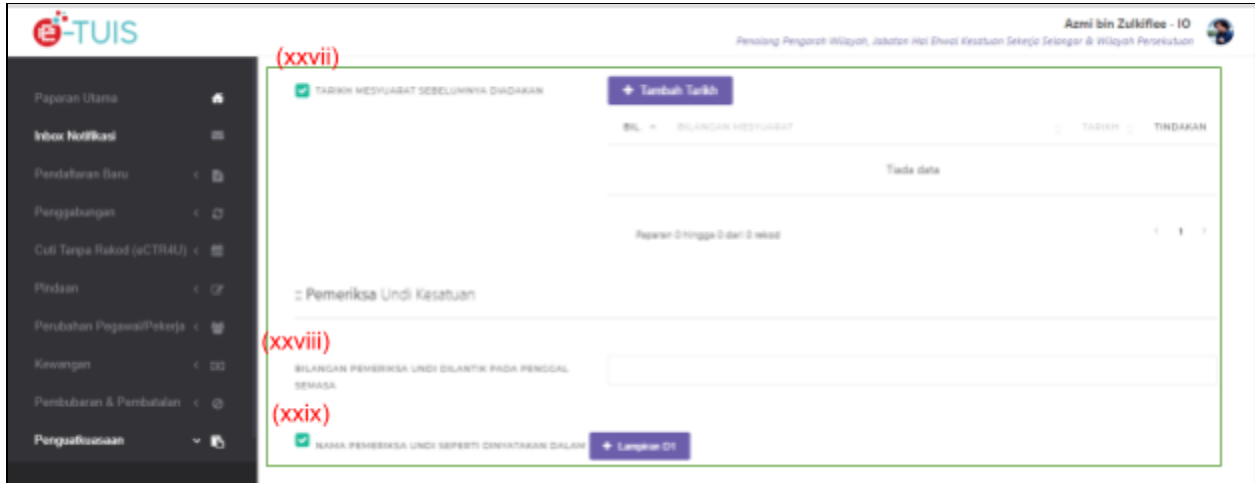 e-TUIS
Azmi bin Zulkiflee - IO
Penolong Pengarah Wilayah, Jabatan Hal Ehwal Kesatuan Sekerja Selangor & Wilayah Persekutuan
(xxvii)
TARIKH MESYUARAT SEBELUMNYA DIADAKAN
+ Tambah Tarikh
Paparan Utama
BIL. BILANGAN MESYUARAT TARIKH TINDAKAN
Inbox Notifikasi
Tiada data
Pendaftaran Baru
Penggabungan
Paparan 0 hingga 0 dari 0 rekod
< 1 >
Cuti Tanpa Rekod (eCTR4U)
Pindaan
:: Pemeriksa Undi Kesatuan
Perubahan Pegawai/Pekerja
(xxviii)
Kewangan
BILANGAN PEMERIKSA UNDI DILANTIK PADA PENGGAL
SEMASA
Pembubaran & Pembatalan
(xxix)
Penguatkuasaan
NAMA PEMERIKSA UNDI SEPERTI DINYATAKAN DALAM
+ Lampiran D1